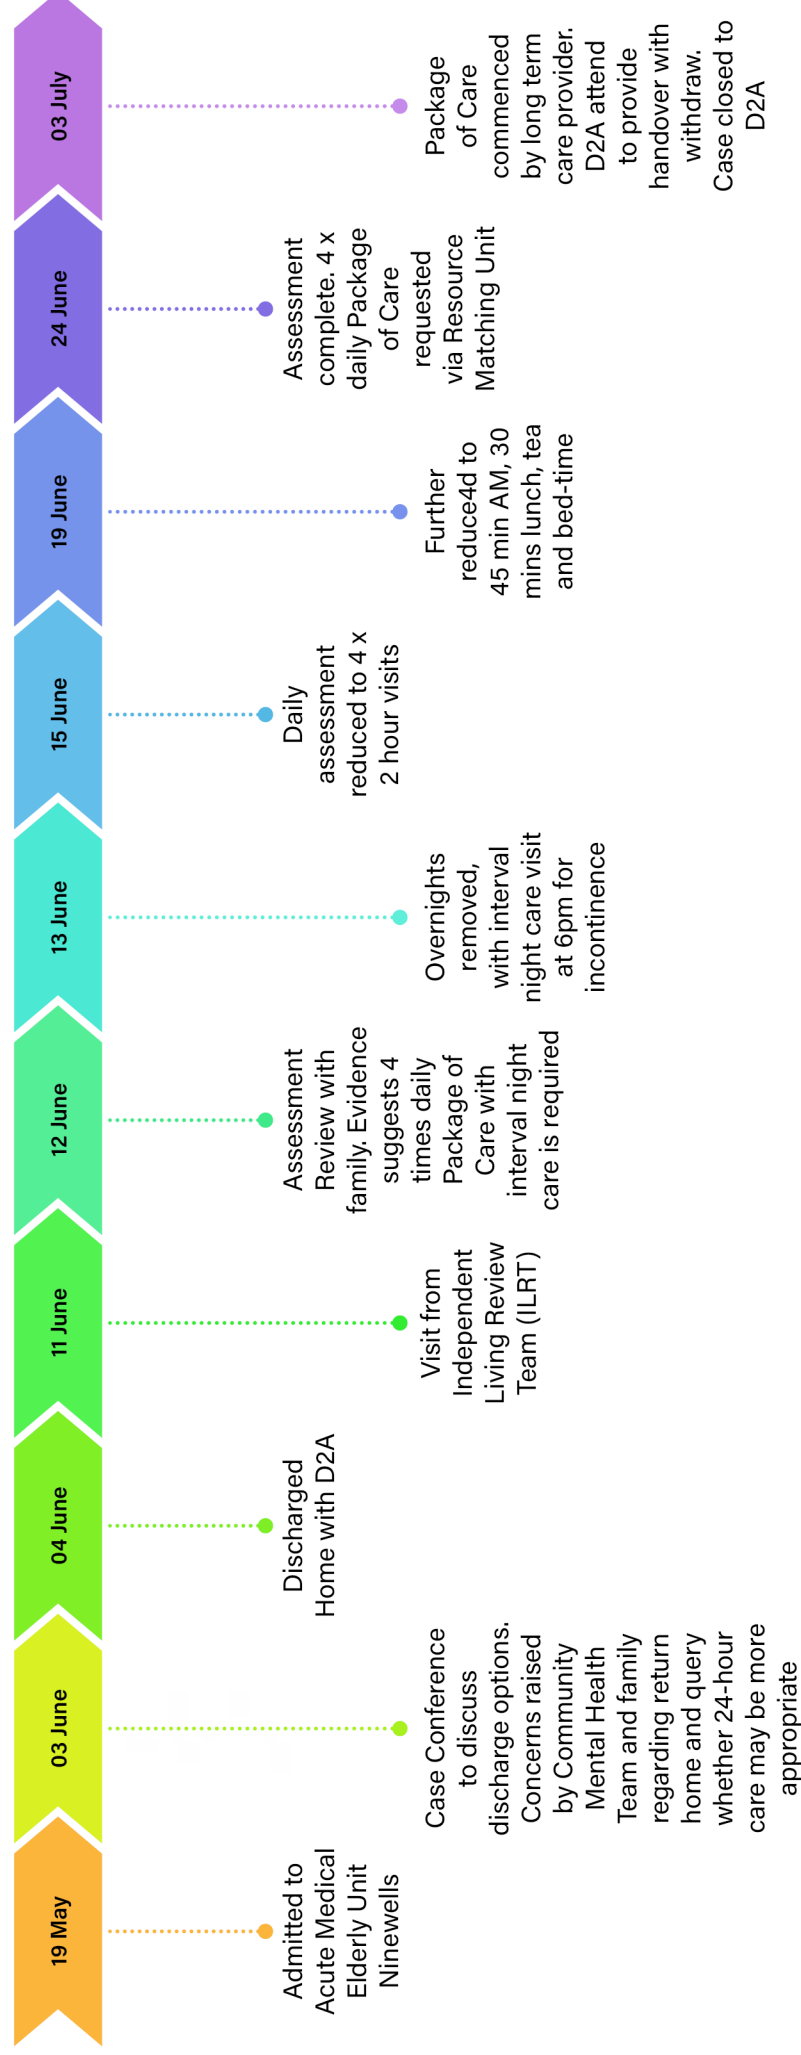 19 May
Admitted to
Acute Medical
Elderly Unit
Ninewells
03 June
Case Conference
to discuss
discharge options.
Concerns raised
by Community
Mental Health
Team and family
regarding return
home and query
whether 24-hour
care may be more
appropriate
04 June
Discharged
Home with D2A
11 June
Visit from
Independent
Living Review
Team (ILRT)
12 June
Assessment
Review with
family. Evidence
suggests 4
times daily
Package of
Care with
interval night
care is required
13 June
Overnights
removed,
with interval
night care visit
at 6pm for
incontinence
15 June
Daily
assessment
reduced to 4 x
2 hour visits
19 June
Further
reduce4d to
45 min AM, 30
mins lunch, tea
and bed-time
24 June
Assessment
complete. 4 x
daily Package
of Care
requested
via Resource
Matching Unit
03 July
Package
of Care
commenced
by long term
care provider.
D2A attend
to provide
handover with
withdraw.
Case closed to
D2A